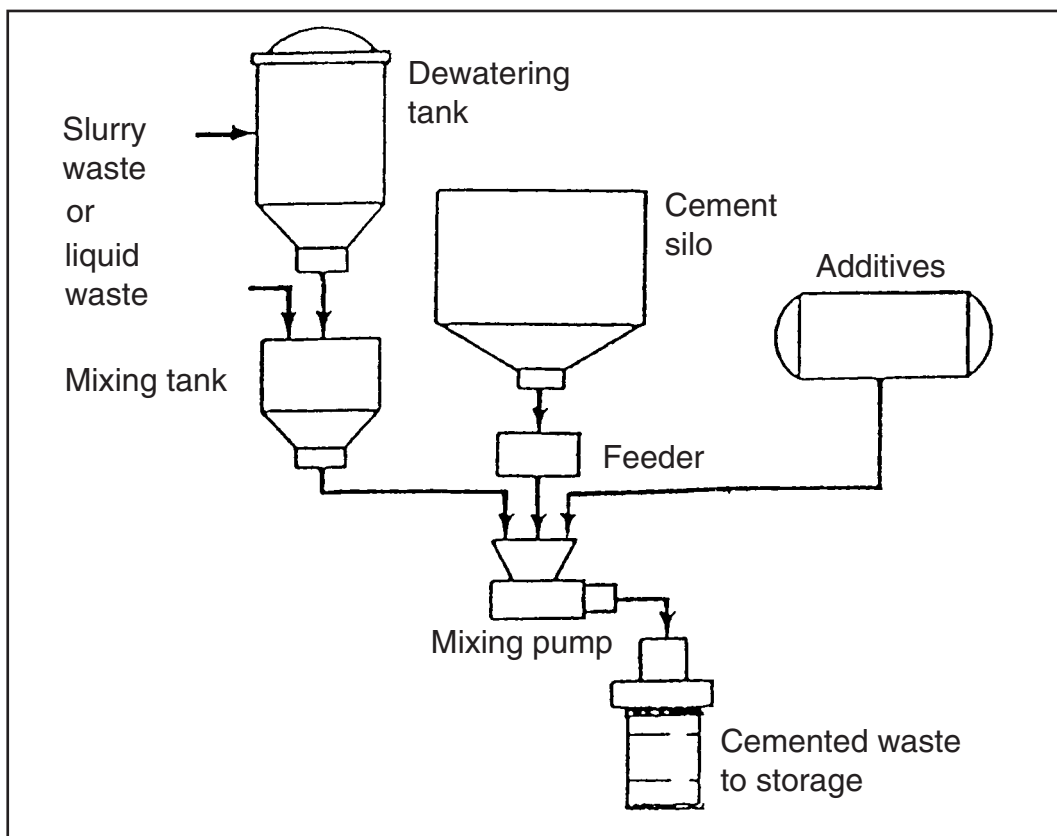 Dewatering
tank
Slurry
waste
or
liquid
waste
Cement
silo
Additives
Mixing tank
Feeder
Mixing pump
Cemented waste
to storage